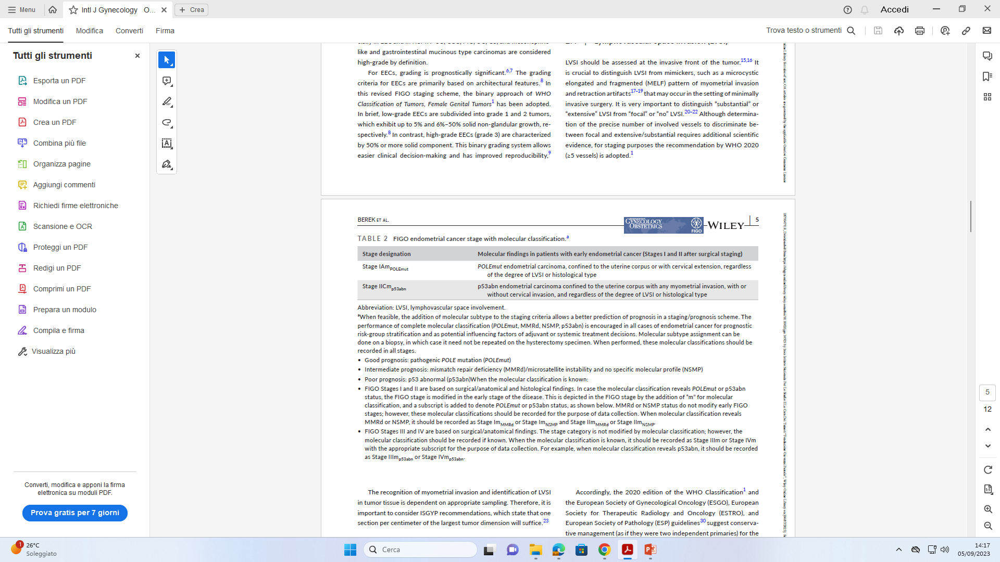 Menu
Intl J Gynecology   O...
Crea
Accedi
Tutti gli strumenti
Modifica
Converti
Firma
Trova testo o strumenti
Tutti gli strumenti
Esporta un PDF
Modifica un PDF
Crea un PDF
Combina più file
Organizza pagine
Aggiungi commenti
Richiedi firme elettroniche
Scansione e OCR
Proteggi un PDF
Redigi un PDF
Comprimi un PDF
Prepara un modulo
Compila e firma
Visualizza più
Converti, modifica e apponi la firma
elettronica su moduli PDF.
Prova gratis per 7 giorni
like and gastrointestinal mucinous type carcinomas are considered
high-grade by definition.
For EECs, grading is prognostically significant.6,7 The grading
criteria for EECs are primarily based on architectural features.8 In
this revised FIGO staging scheme, the binary approach of WHO
Classification of Tumors, Female Genital Tumors1 has been adopted.
In brief, low-grade EECs are subdivided into grade 1 and 2 tumors,
which exhibit up to 5% and 6%–50% solid non-glandular growth, re-
spectively.8 In contrast, high-grade EECs (grade 3) are characterized
by 50% or more solid component. This binary grading system allows
easier clinical decision-making and has improved reproducibility,9
LVSI should be assessed at the invasive front of the tumor.15,16 It
is crucial to distinguish LVSI from mimickers, such as a microcystic
elongated and fragmented (MELF) pattern of myometrial invasion
and retraction artifacts17–19 that may occur in the setting of minimally
invasive surgery. It is very important to distinguish “substantial” or
“extensive” LVSI from “focal” or “no” LVSI.20–22 Although determina-
tion of the precise number of involved vessels to discriminate be-
tween focal and extensive/substantial requires additional scientific
evidence, for staging purposes the recommendation by WHO 2020
(≥5 vessels) is adopted.1
BEREK ET AL.
GYNECOLOGY
OBSTETRICS
FIGO
WILEY
5
TABLE 2 FIGO endometrial cancer stage with molecular classification.a
Stage designation
Molecular findings in patients with early endometrial cancer (Stages I and II after surgical staging)
Stage IAmPOLEmut
POLEmut endometrial carcinoma, confined to the uterine corpus or with cervical extension, regardless
of the degree of LVSI or histological type
Stage IICmp53abn
p53abn endometrial carcinoma confined to the uterine corpus with any myometrial invasion, with or
without cervical invasion, and regardless of the degree of LVSI or histological type
Abbreviation: LVSI, lymphovascular space involvement.
aWhen feasible, the addition of molecular subtype to the staging criteria allows a better prediction of prognosis in a staging/prognosis scheme. The
performance of complete molecular classification (POLEmut, MMRd, NSMP, p53abn) is encouraged in all cases of endometrial cancer for prognostic
risk-group stratification and as potential influencing factors of adjuvant or systemic treatment decisions. Molecular subtype assignment can be
done on a biopsy, in which case it need not be repeated on the hysterectomy specimen. When performed, these molecular classifications should be
recorded in all stages.
• Good prognosis: pathogenic POLE mutation (POLEmut)
• Intermediate prognosis: mismatch repair deficiency (MMRd)/microsatellite instability and no specific molecular profile (NSMP)
• Poor prognosis: p53 abnormal (p53abn)When the molecular classification is known:
• FIGO Stages I and II are based on surgical/anatomical and histological findings. In case the molecular classification reveals POLEmut or p53abn
status, the FIGO stage is modified in the early stage of the disease. This is depicted in the FIGO stage by the addition of “m” for molecular
classification, and a subscript is added to denote POLEmut or p53abn status, as shown below. MMRd or NSMP status do not modify early FIGO
stages; however, these molecular classifications should be recorded for the purpose of data collection. When molecular classification reveals
MMRd or NSMP, it should be recorded as Stage ImMMRd or Stage ImNSMP and Stage IImMMRd or Stage IImNSMP.
• FIGO Stages III and IV are based on surgical/anatomical findings. The stage category is not modified by molecular classification; however, the
molecular classification should be recorded if known. When the molecular classification is known, it should be recorded as Stage IIIm or Stage IVm
with the appropriate subscript for the purpose of data collection. For example, when molecular classification reveals p53abn, it should be recorded
as Stage IIImp53abn or Stage IVmp53abn.
The recognition of myometrial invasion and identification of LVSI
in tumor tissue is dependent on appropriate sampling. Therefore, it is
important to consider ISGYP recommendations, which state that one
section per centimeter of the largest tumor dimension will suffice.23
Accordingly, the 2020 edition of the WHO Classification1 and
the European Society of Gynecological Oncology (ESGO), European
Society for Therapeutic Radiology and Oncology (ESTRO), and
European Society of Pathology (ESP) guidelines30 suggest conserva-
tive management (as if they were two independent primaries) for the
5
12
1
26°C
Soleggiato
Cerca
14:17
05/09/2023